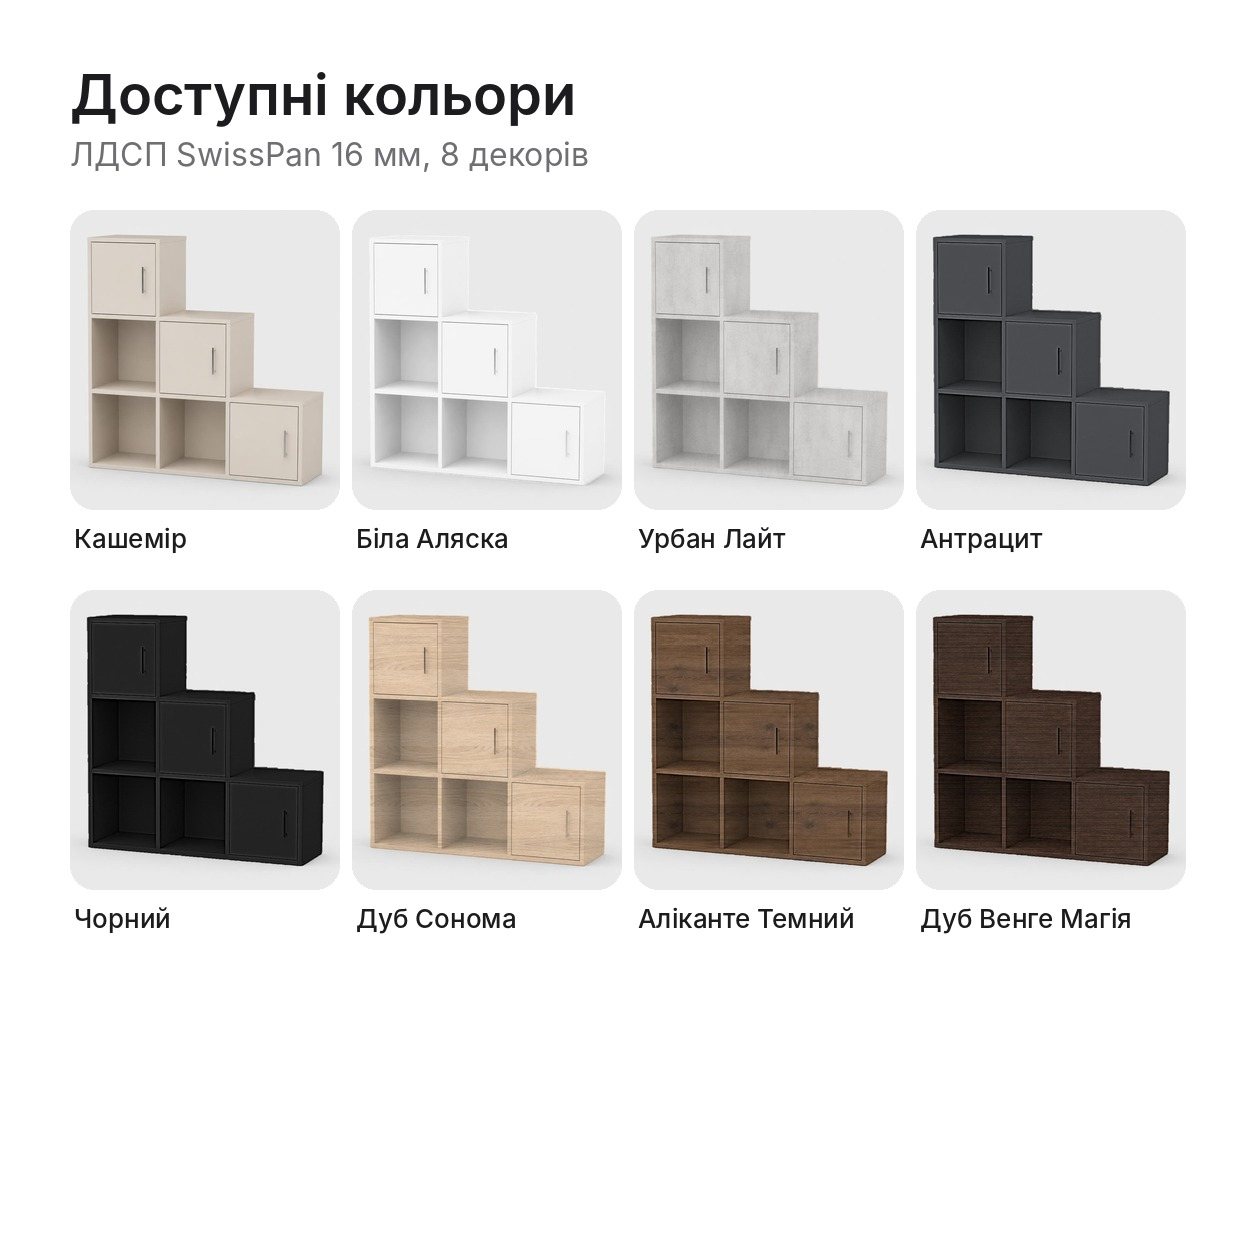 Доступні кольори
ЛДСП SwissPan 16 мм, 8 декорів
Кашемір
Біла Аляска
Урбан Лайт
Антрацит
Чорний
Дуб Сонома
Аліканте Темний
Дуб Венге Магія